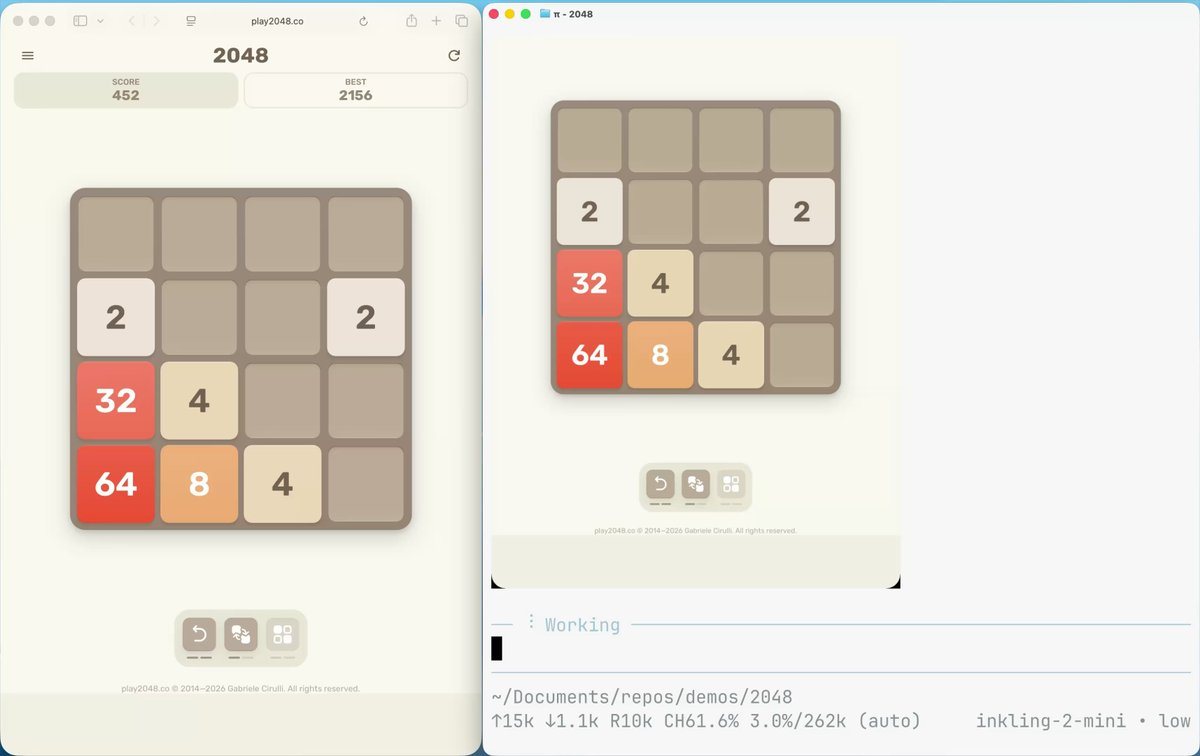 play2048.co
2048
SCORE
452
BEST
2156
2 2
32 4
64 8 4
play2048.co © 2014–2026 Gabriele Cirulli. All rights reserved.
π - 2048
2 2
32 4
64 8 4
play2048.co © 2014–2026 Gabriele Cirulli. All rights reserved.
Working
~/Documents/repos/demos/2048
↑15k ↓1.1k R10k CH61.6% 3.0%/262k (auto) inkling-2-mini • low